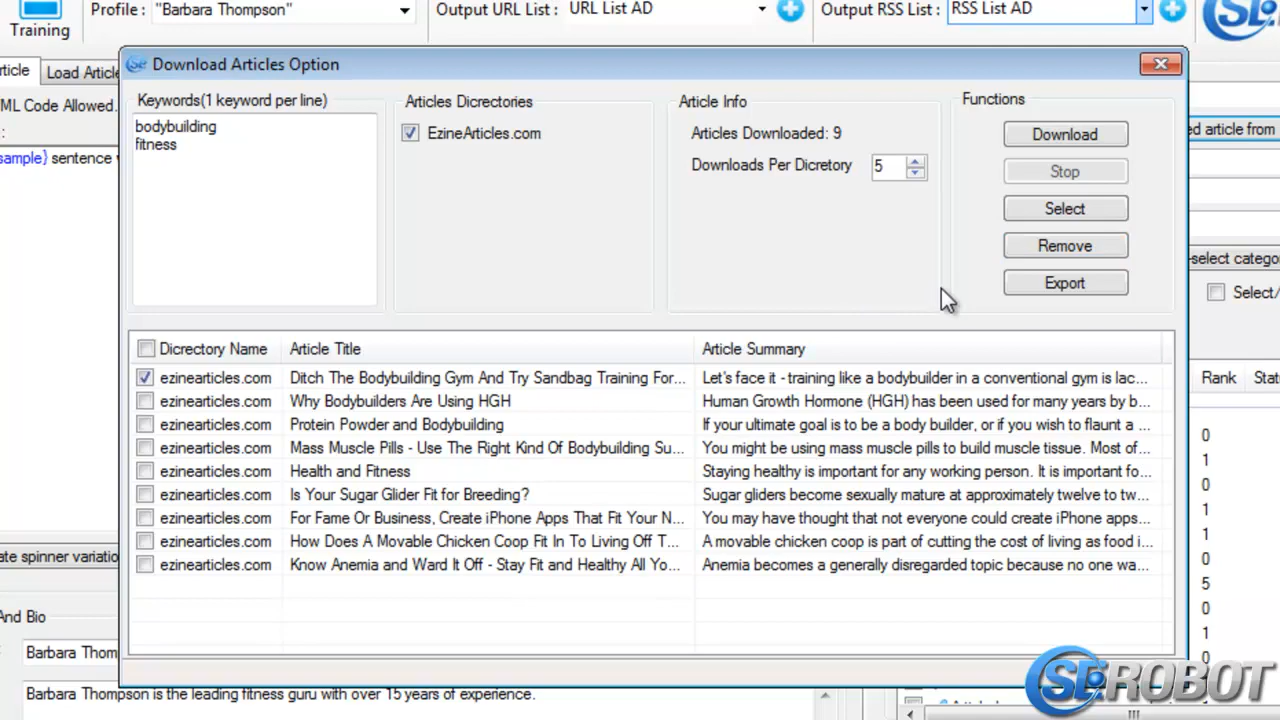 Training
Profile : "Barbara Thompson"
Output URL List : URL List AD
Output RSS List : RSS List AD
rticle
Load Article
Download Articles Option
ML Code Allowed.
:
sample} sentence
Keywords(1 keyword per line)
bodybuilding
fitness
Articles Dicrectories
EzineArticles.com
Article Info
Articles Downloaded: 9
Downloads Per Dicretory 5
Functions
Download
Stop
Select
Remove
Export
ed article from
-select catego
Select/
Rank Stat
Dicrectory Name Article Title Article Summary
ezinearticles.com Ditch The Bodybuilding Gym And Try Sandbag Training For... Let's face it - training like a bodybuilder in a conventional gym is lac...
ezinearticles.com Why Bodybuilders Are Using HGH Human Growth Hormone (HGH) has been used for many years by b...
ezinearticles.com Protein Powder and Bodybuilding If your ultimate goal is to be a body builder, or if you wish to flaunt a ...
ezinearticles.com Mass Muscle Pills - Use The Right Kind Of Bodybuilding Su... You might be using mass muscle pills to build muscle tissue. Most of...
ezinearticles.com Health and Fitness Staying healthy is important for any working person. It is important fo...
ezinearticles.com Is Your Sugar Glider Fit for Breeding? Sugar gliders become sexually mature at approximately twelve to tw...
ezinearticles.com For Fame Or Business, Create iPhone Apps That Fit Your N... You may have thought that not everyone could create iPhone apps...
ezinearticles.com How Does A Movable Chicken Coop Fit In To Living Off T... A movable chicken coop is part of cutting the cost of living as food i...
ezinearticles.com Know Anemia and Ward It Off - Stay Fit and Healthy All Yo... Anemia becomes a generally disregarded topic because no one wa...
0
1
0
1
1
0
5
0
1
0
ate spinner variatio
And Bio
Barbara Thom
Barbara Thompson is the leading fitness guru with over 15 years of experience.
SEROBOT